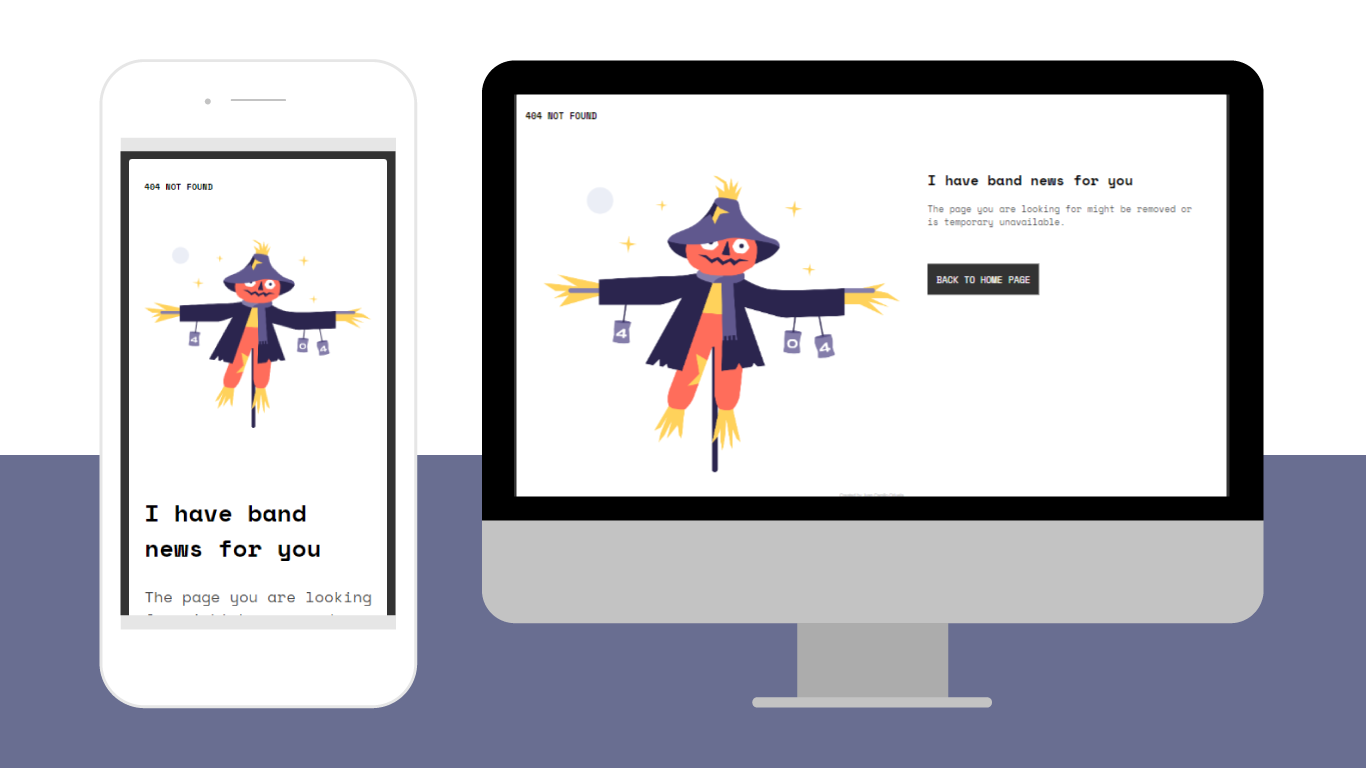 404 NOT FOUND
4
0
4
I have band
news for you
The page you are looking
404 NOT FOUND
4
0
4
I have band news for you
The page you are looking for might be removed or
is temporary unavailable.
BACK TO HOME PAGE